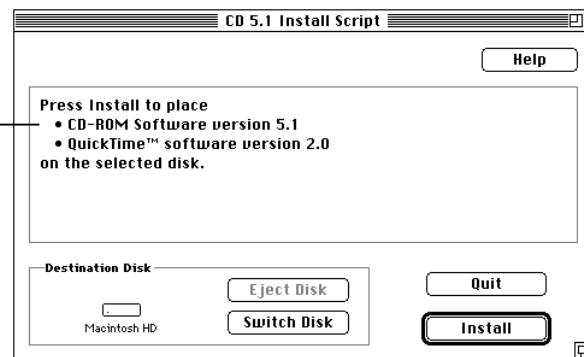 CD 5.1 Install Script
Help
Press Install to place
• CD-ROM Software version 5.1
• QuickTime™ software version 2.0
on the selected disk.
Destination Disk
Eject Disk
Quit
Macintosh HD
Switch Disk
Install